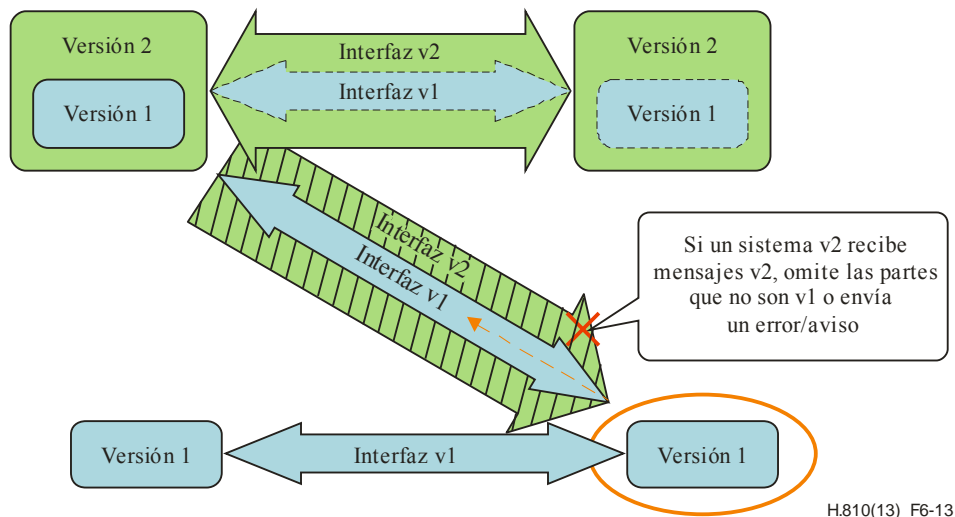 Versión 2
Versión 1
Interfaz v2
Interfaz v1
Versión 2
Versión 1
Interfaz v2
Interfaz v1
Si un sistema v2 recibe
mensajes v2, omite las partes
que no son v1 o envía
un error/aviso
Versión 1
Interfaz v1
Versión 1
H.810(13)_F6-13